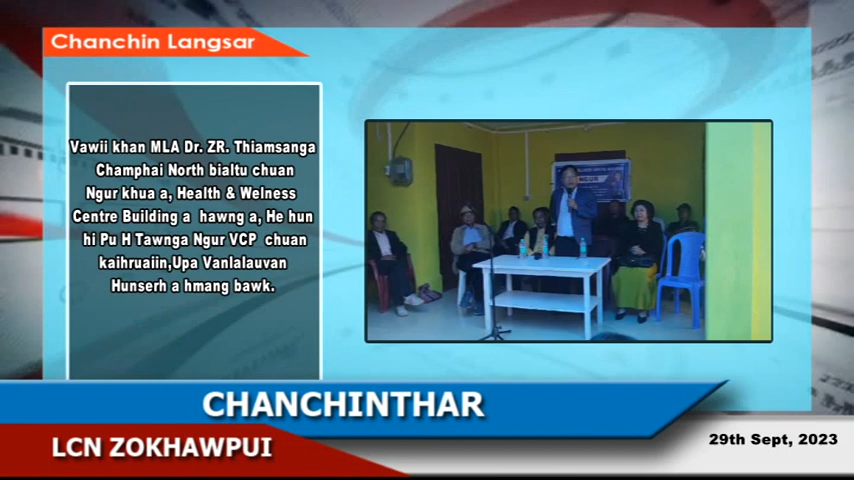 Chanchin Langsar
Vawii khan MLA Dr. ZR. Thiamsanga
Champhai North bialtu chuan
Ngur khua a, Health & Welness
Centre Building a hawng a, He hun
hi Pu H Tawnga Ngur VCP chuan
kaihruaiin,Upa Vanlalauvan
Hunserh a hmang bawk.
NGUR
CHANCHINTHAR
LCN ZOKHAWPUI
29th Sept, 2023